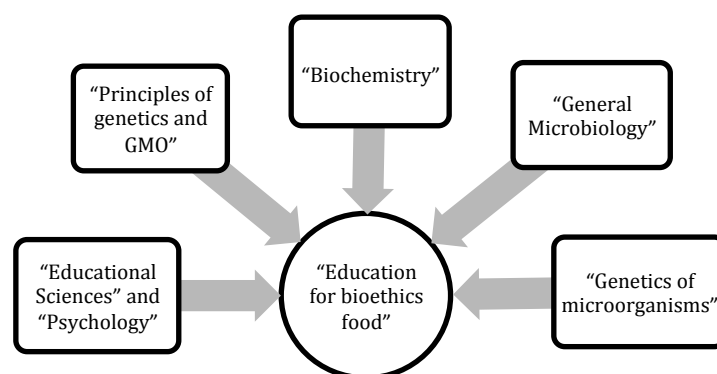 “Biochemistry”
“Principles of
genetics and
GMO”
“General
Microbiology”
“Educational
Sciences” and
“Psychology”
“Education
for bioethics
food”
“Genetics of
microorganisms”